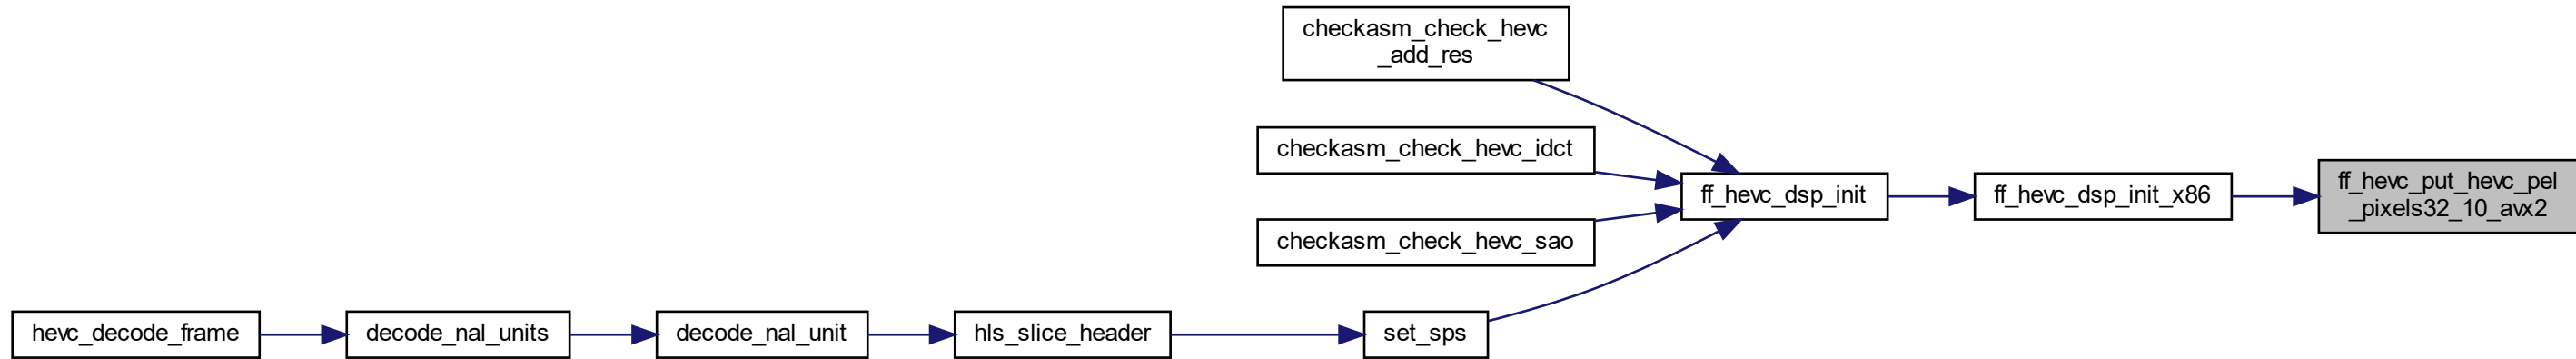 checkasm_check_hevc
_add_res
checkasm_check_hevc_idct
ff_hevc_dsp_init
ff_hevc_dsp_init_x86
ff_hevc_put_hevc_pel
_pixels32_10_avx2
checkasm_check_hevc_sao
hevc_decode_frame
decode_nal_units
decode_nal_unit
hls_slice_header
set_sps